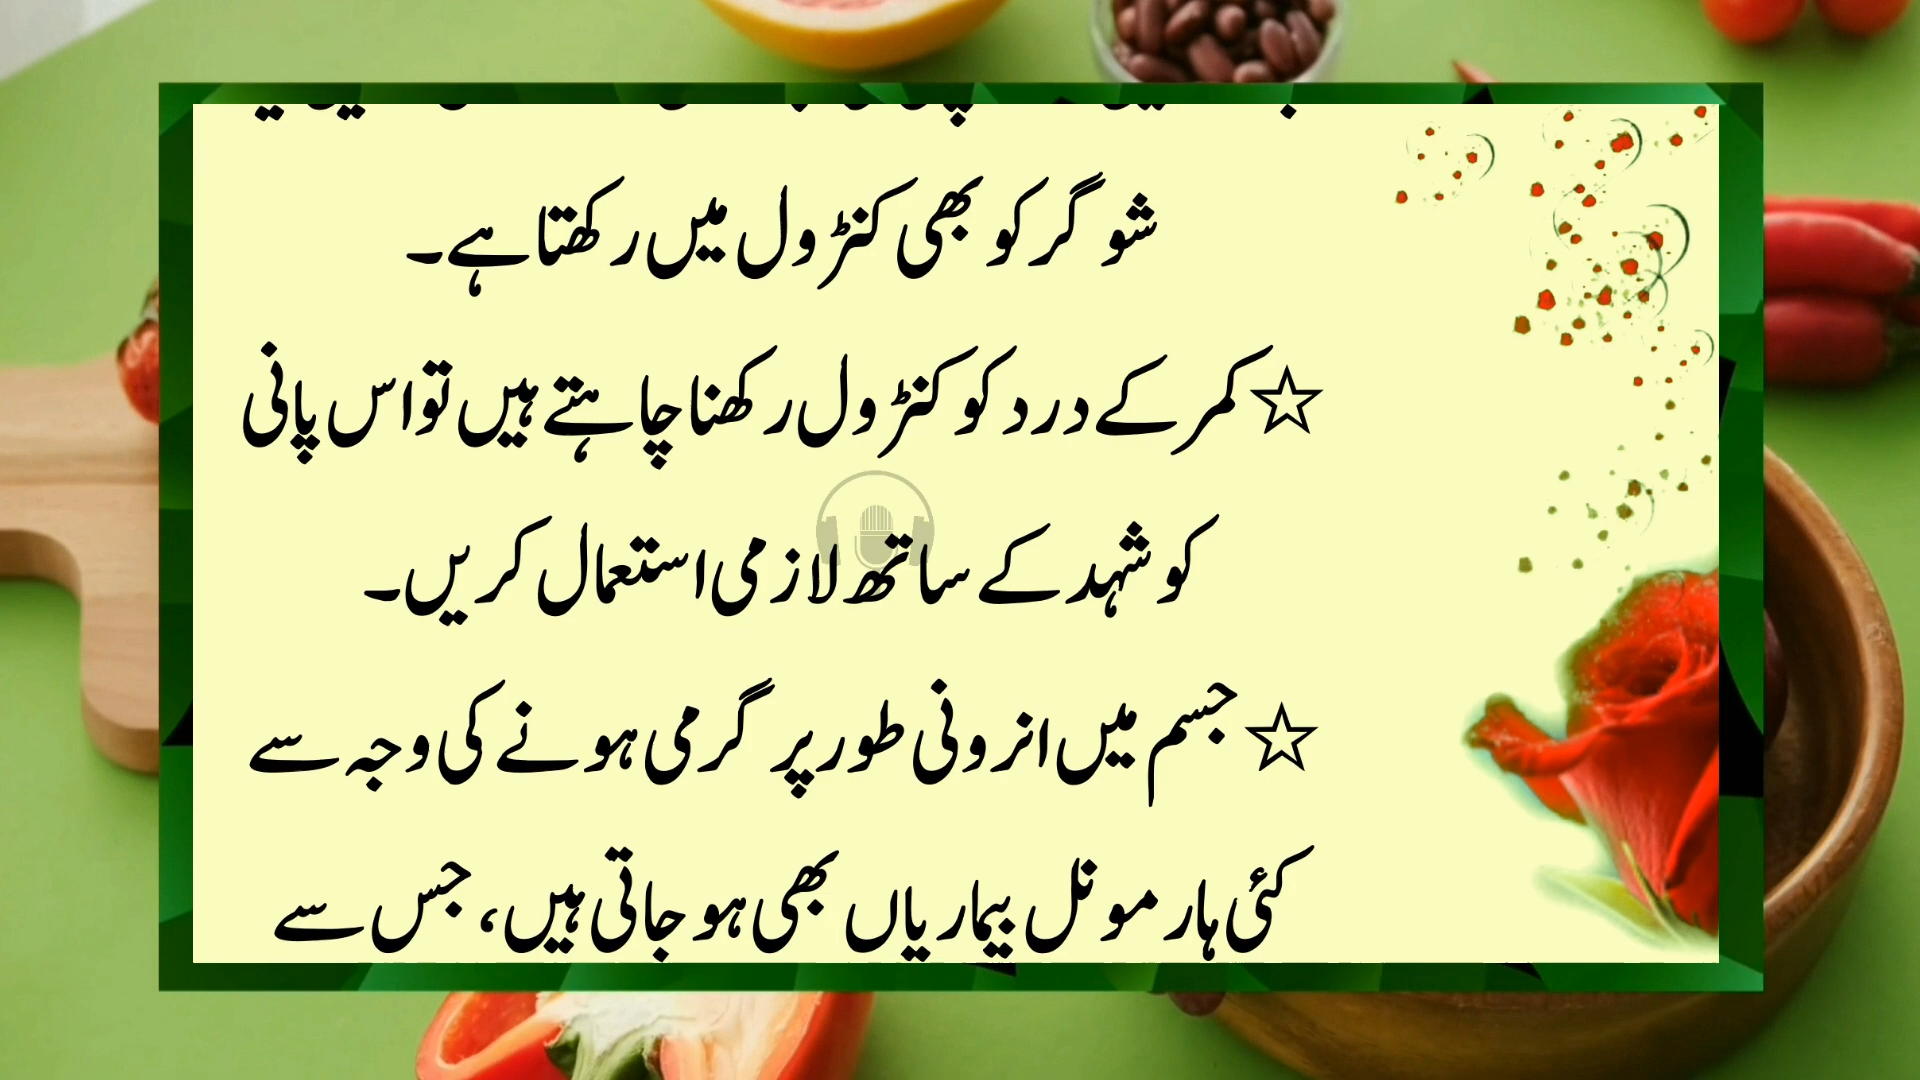 شوگر کو بھی کنٹرول میں رکھتا ہے۔
☆ کمر کے درد کو کنٹرول رکھنا چاہتے ہیں تو اس پانی
کو شہد کے ساتھ لازمی استعمال کریں۔
☆ جسم میں انرونی طور پر گرمی ہونے کی وجہ سے
کئی ہارمونل بیماریاں بھی ہو جاتی ہیں، جس سے